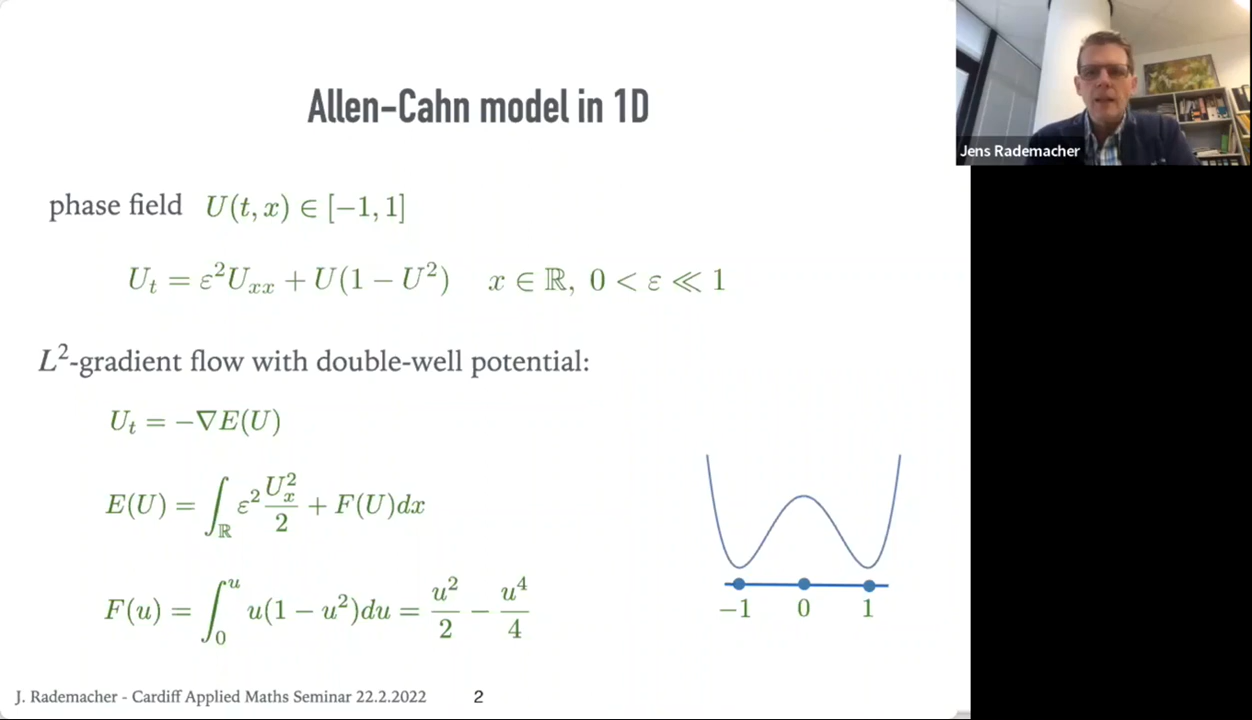 Allen-Cahn model in 1D
Jens Rademacher
phase field U(t, x) ∈ [−1, 1]
U_t = ε²U_{xx} + U(1 − U²) x ∈ ℝ, 0 < ε ≪ 1
L²-gradient flow with double-well potential:
U_t = −∇E(U)
E(U) = ∫_ℝ ε² U_x²/2 + F(U)dx
F(u) = ∫_0^u u(1 − u²)du = u²/2 − u⁴/4
−1 0 1
J. Rademacher - Cardiff Applied Maths Seminar 22.2.2022 2